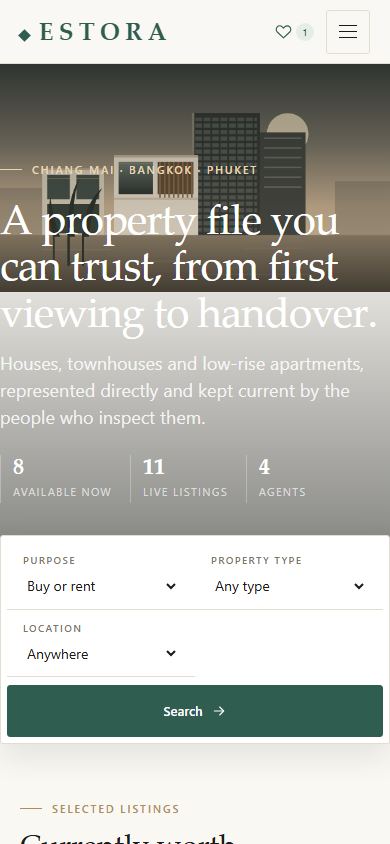 ESTORA
1
CHIANG MAI · BANGKOK · PHUKET
A property file you
can trust, from first
viewing to handover.
Houses, townhouses and low-rise apartments,
represented directly and kept current by the
people who inspect them.
8
AVAILABLE NOW
11
LIVE LISTINGS
4
AGENTS
PURPOSE
Buy or rent
PROPERTY TYPE
Any type
LOCATION
Anywhere
Search →
SELECTED LISTINGS
Currently worth